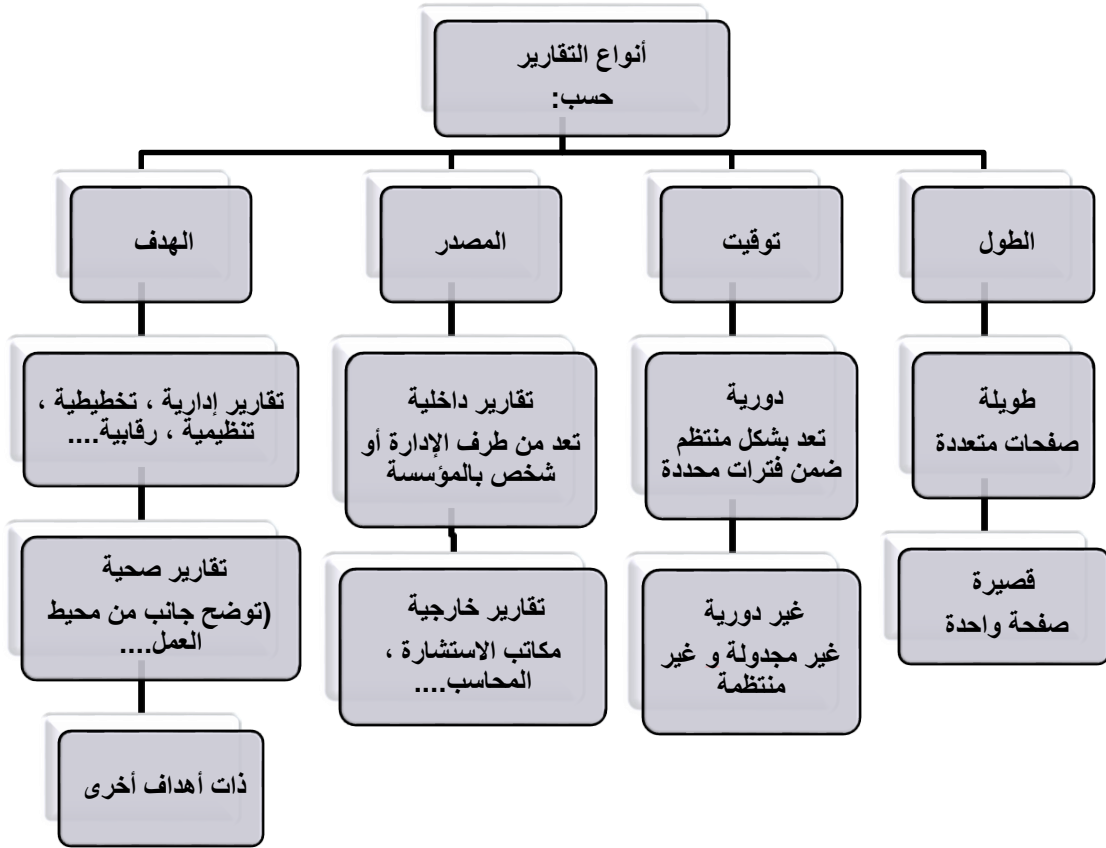 أنواع التقارير
حسب:
الطول
توقيت
المصدر
الهدف
طويلة
صفحات متعددة
قصيرة
صفحة واحدة
دورية
تعد بشكل منتظم
ضمن فترات محددة
غير دورية
غير مجدولة و غير
منتظمة
تقارير داخلية
تعد من طرف الإدارة أو
شخص بالمؤسسة
تقارير خارجية
مكاتب الاستشارة ،
المحاسب....
تقارير إدارية ، تخطيطية ،
تنظيمية ، رقابية....
تقارير صحية
(توضح جانب من محيط
العمل....
ذات أهداف أخرى